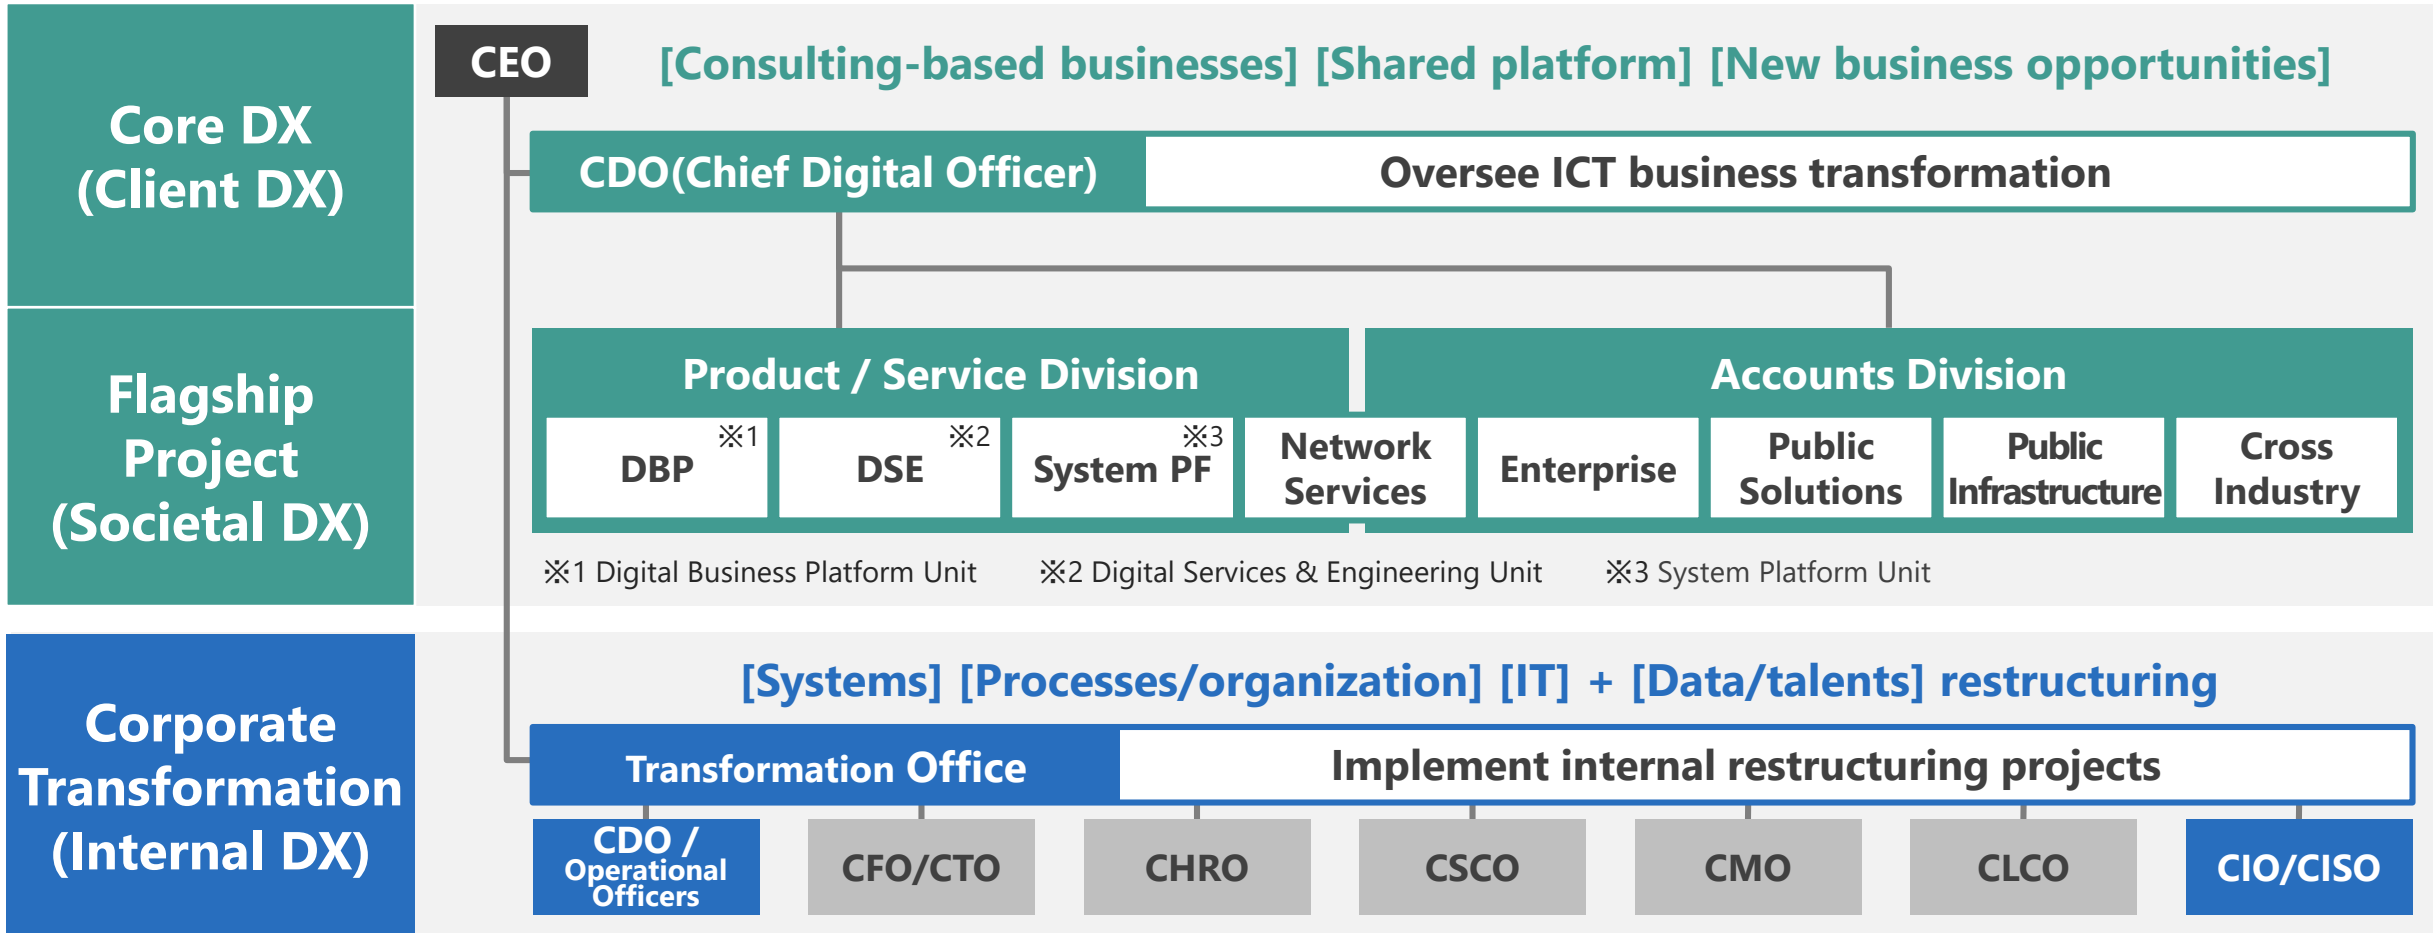 Core DX
(Client DX)
CEO
[Consulting-based businesses] [Shared platform] [New business opportunities]
CDO(Chief Digital Officer)
Oversee ICT business transformation
Flagship
Project
(Societal DX)
Product / Service Division
Accounts Division
DBP ※1
DSE ※2
System PF ※3
Network
Services
Enterprise
Public
Solutions
Public
Infrastructure
Cross
Industry
※1 Digital Business Platform Unit
※2 Digital Services & Engineering Unit
※3 System Platform Unit
Corporate
Transformation
(Internal DX)
[Systems] [Processes/organization] [IT] + [Data/talents] restructuring
Transformation Office
Implement internal restructuring projects
CDO /
Operational
Officers
CFO/CTO
CHRO
CSCO
CMO
CLCO
CIO/CISO